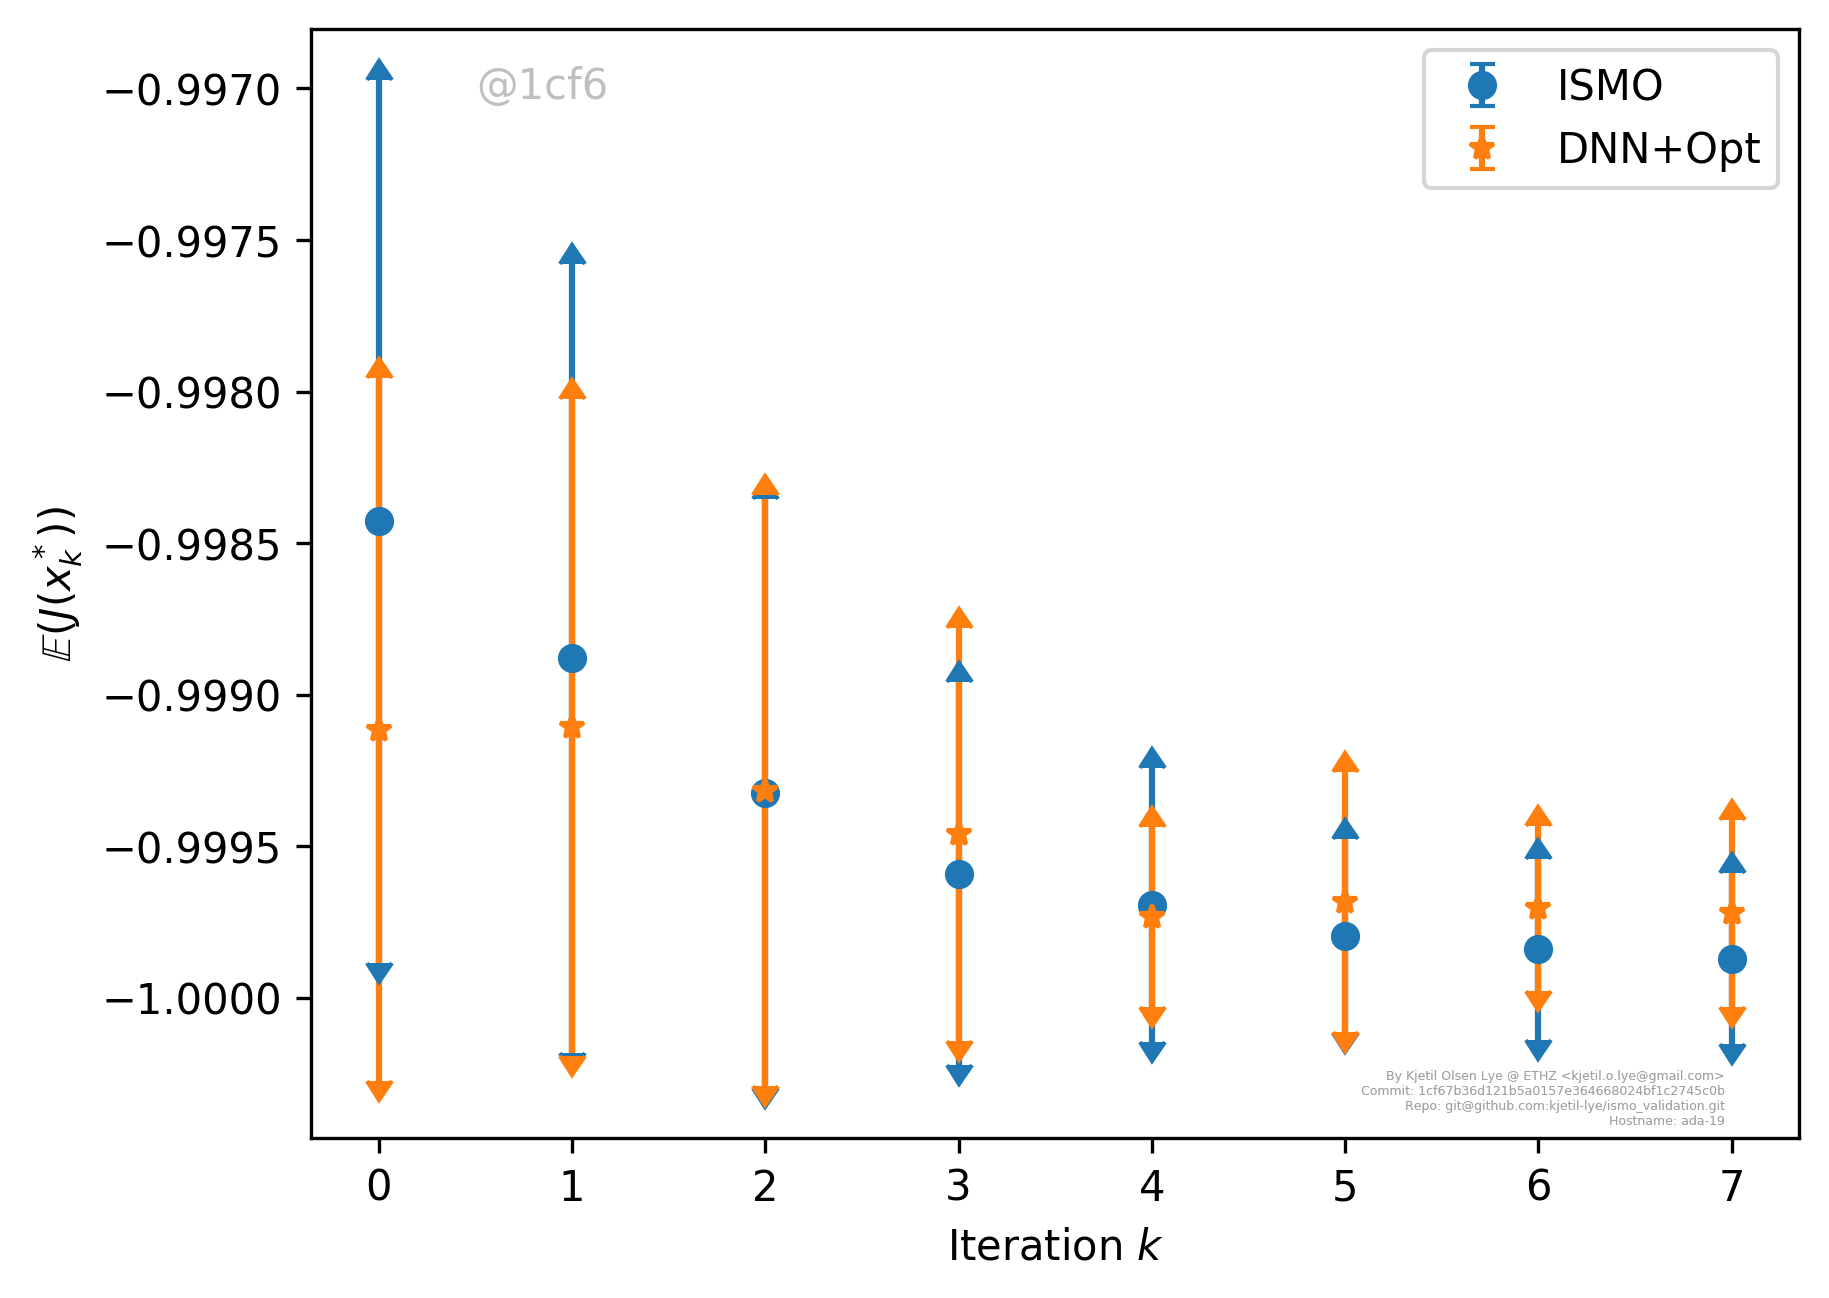 @1cf6
ISMO
DNN+Opt
−0.9970
−0.9975
−0.9980
−0.9985
−0.9990
−0.9995
−1.0000
𝔼(J(x*k))
0 1 2 3 4 5 6 7
Iteration k
By Kjetil Olsen Lye @ ETHZ <kjetil.o.lye@gmail.com>
Commit: 1cf67b36d121b5a0157e364668024bf1c2745c0b
Repo: git@github.com:kjetil-lye/ismo_validation.git
Hostname: ada-19